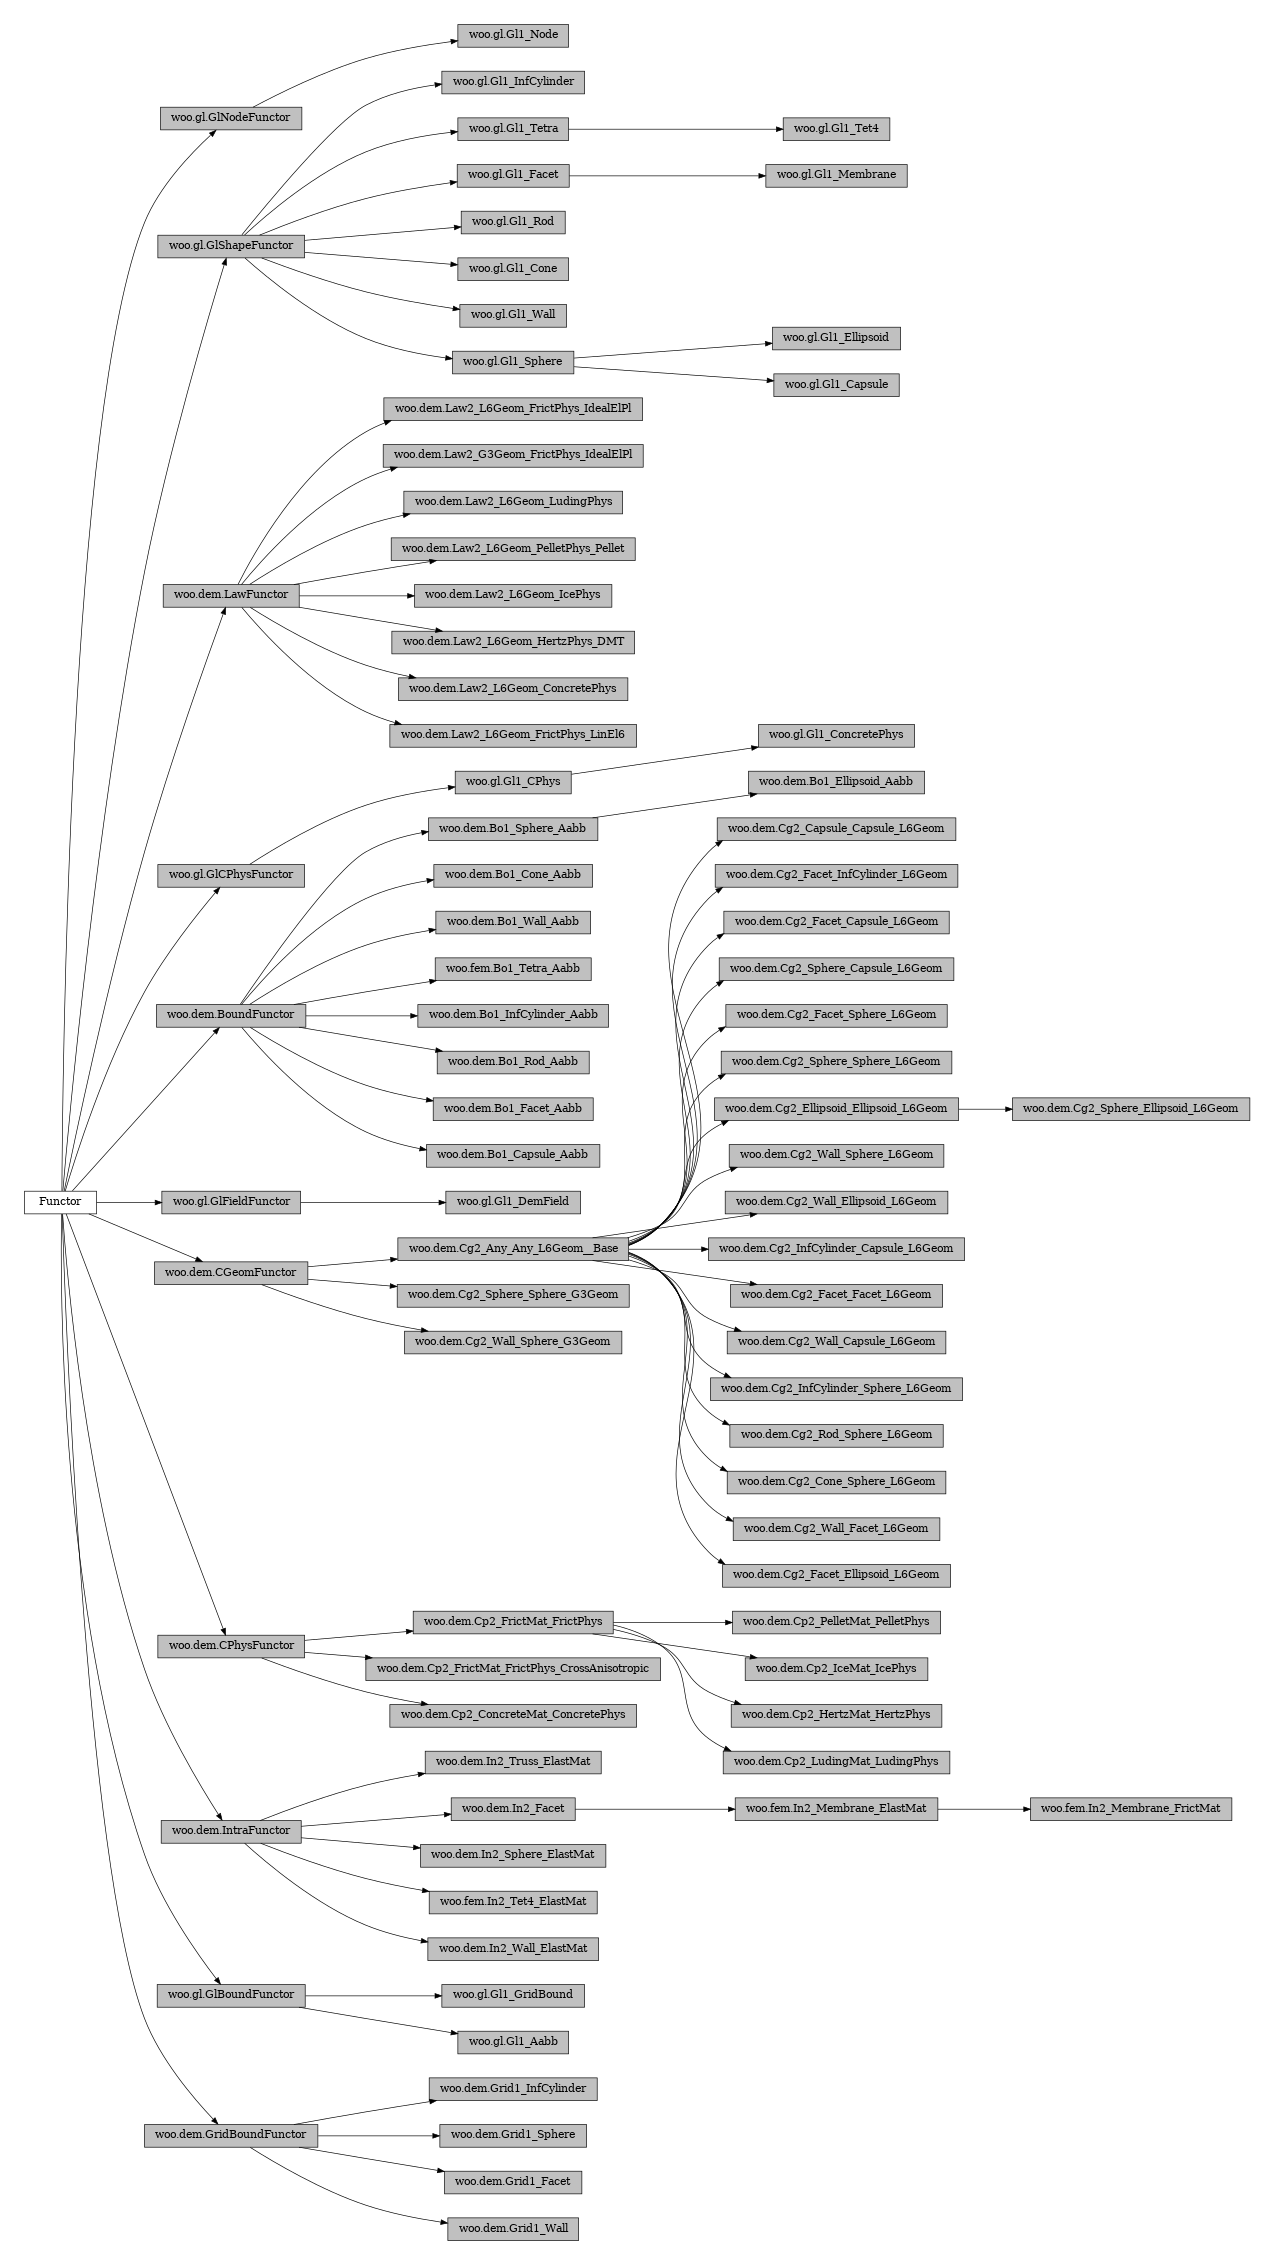 woo.gl.Gl1_Node
woo.gl.Gl1_InfCylinder
woo.gl.GlNodeFunctor
woo.gl.Gl1_Tetra
woo.gl.Gl1_Tet4
woo.gl.Gl1_Facet
woo.gl.Gl1_Membrane
woo.gl.Gl1_Rod
woo.gl.GlShapeFunctor
woo.gl.Gl1_Cone
woo.gl.Gl1_Wall
woo.gl.Gl1_Ellipsoid
woo.gl.Gl1_Sphere
woo.gl.Gl1_Capsule
woo.dem.Law2_L6Geom_FrictPhys_IdealElPl
woo.dem.Law2_G3Geom_FrictPhys_IdealElPl
woo.dem.Law2_L6Geom_LudingPhys
woo.dem.Law2_L6Geom_PelletPhys_Pellet
woo.dem.LawFunctor
woo.dem.Law2_L6Geom_IcePhys
woo.dem.Law2_L6Geom_HertzPhys_DMT
woo.dem.Law2_L6Geom_ConcretePhys
woo.dem.Law2_L6Geom_FrictPhys_LinEl6
woo.gl.Gl1_ConcretePhys
woo.gl.Gl1_CPhys
woo.dem.Bo1_Ellipsoid_Aabb
woo.dem.Bo1_Sphere_Aabb
woo.dem.Cg2_Capsule_Capsule_L6Geom
woo.gl.GlCPhysFunctor
woo.dem.Bo1_Cone_Aabb
woo.dem.Cg2_Facet_InfCylinder_L6Geom
woo.dem.Bo1_Wall_Aabb
woo.dem.Cg2_Facet_Capsule_L6Geom
woo.fem.Bo1_Tetra_Aabb
woo.dem.Cg2_Sphere_Capsule_L6Geom
woo.dem.BoundFunctor
woo.dem.Bo1_InfCylinder_Aabb
woo.dem.Cg2_Facet_Sphere_L6Geom
woo.dem.Bo1_Rod_Aabb
woo.dem.Cg2_Sphere_Sphere_L6Geom
woo.dem.Bo1_Facet_Aabb
woo.dem.Cg2_Ellipsoid_Ellipsoid_L6Geom
woo.dem.Cg2_Sphere_Ellipsoid_L6Geom
woo.dem.Bo1_Capsule_Aabb
woo.dem.Cg2_Wall_Sphere_L6Geom
Functor
woo.gl.GlFieldFunctor
woo.gl.Gl1_DemField
woo.dem.Cg2_Wall_Ellipsoid_L6Geom
woo.dem.Cg2_Any_Any_L6Geom__Base
woo.dem.Cg2_InfCylinder_Capsule_L6Geom
woo.dem.CGeomFunctor
woo.dem.Cg2_Sphere_Sphere_G3Geom
woo.dem.Cg2_Facet_Facet_L6Geom
woo.dem.Cg2_Wall_Sphere_G3Geom
woo.dem.Cg2_Wall_Capsule_L6Geom
woo.dem.Cg2_InfCylinder_Sphere_L6Geom
woo.dem.Cg2_Rod_Sphere_L6Geom
woo.dem.Cg2_Cone_Sphere_L6Geom
woo.dem.Cg2_Wall_Facet_L6Geom
woo.dem.Cg2_Facet_Ellipsoid_L6Geom
woo.dem.Cp2_FrictMat_FrictPhys
woo.dem.Cp2_PelletMat_PelletPhys
woo.dem.CPhysFunctor
woo.dem.Cp2_FrictMat_FrictPhys_CrossAnisotropic
woo.dem.Cp2_IceMat_IcePhys
woo.dem.Cp2_ConcreteMat_ConcretePhys
woo.dem.Cp2_HertzMat_HertzPhys
woo.dem.In2_Truss_ElastMat
woo.dem.Cp2_LudingMat_LudingPhys
woo.dem.In2_Facet
woo.fem.In2_Membrane_ElastMat
woo.fem.In2_Membrane_FrictMat
woo.dem.IntraFunctor
woo.dem.In2_Sphere_ElastMat
woo.fem.In2_Tet4_ElastMat
woo.dem.In2_Wall_ElastMat
woo.gl.GlBoundFunctor
woo.gl.Gl1_GridBound
woo.gl.Gl1_Aabb
woo.dem.Grid1_InfCylinder
woo.dem.GridBoundFunctor
woo.dem.Grid1_Sphere
woo.dem.Grid1_Facet
woo.dem.Grid1_Wall